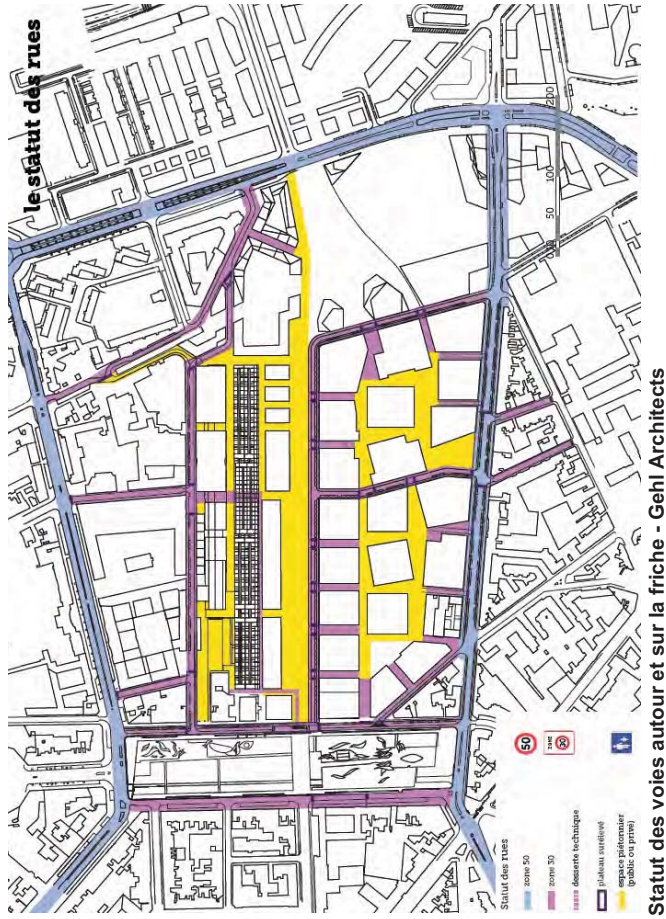 le statut des rues
0 10 50 100 200
Statut des rues
zone 50
50
zone 30
ZONE
30
desserte technique
plateau surélevé
espace piétonnier
(public ou privé)
Statut des voies autour et sur la friche - Gehl Architects